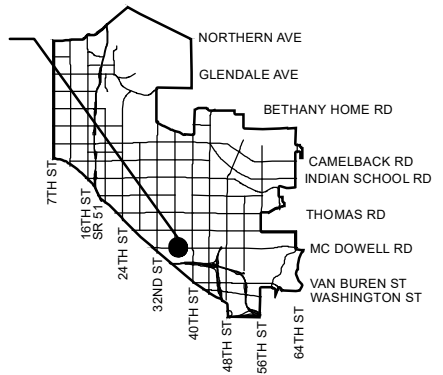 NORTHERN AVE
GLENDALE AVE
BETHANY HOME RD
CAMELBACK RD
INDIAN SCHOOL RD
THOMAS RD
MC DOWELL RD
VAN BUREN ST
WASHINGTON ST
7TH ST
16TH ST
SR 51
24TH ST
32ND ST
40TH ST
48TH ST
56TH ST
64TH ST